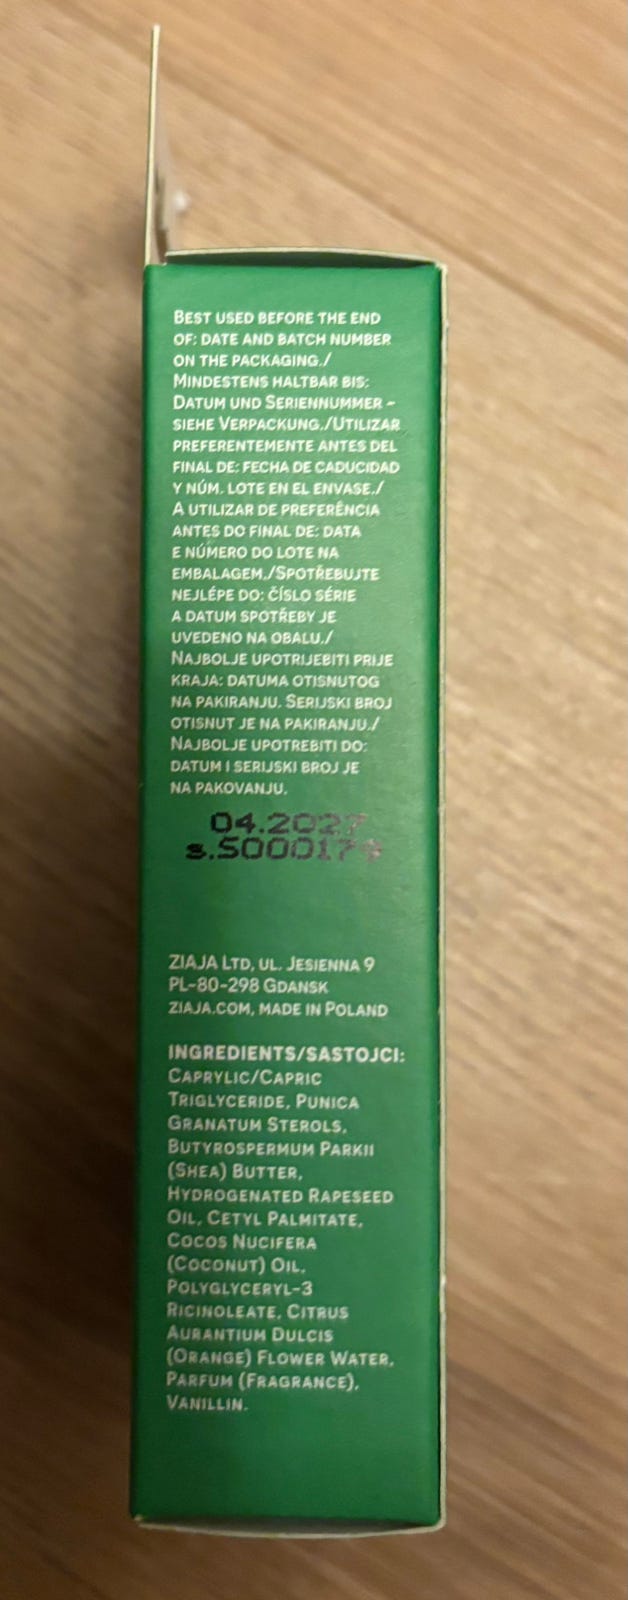 Best used before the end
of: date and batch number
on the packaging./
Mindestens haltbar bis:
Datum und Seriennummer -
siehe Verpackung./Utilizar
preferentemente antes del
final de: fecha de caducidad
y núm. lote en el envase./
A utilizar de preferência
antes do final de: data
e número do lote na
embalagem./Spotřebujte
nejlépe do: číslo série
a datum spotřeby je
uvedeno na obalu./
Najbolje upotrijebiti prije
kraja: datuma otisnutog
na pakiranju. Serijski broj
otisnut je na pakiranju./
Najbolje upotrebiti do:
datum i serijski broj je
na pakovanju.
04.2027
ZIAJA Ltd, ul. Jesienna 9
PL-80-298 Gdansk
ziaja.com, made in Poland
INGREDIENTS/SASTOJCI:
Caprylic/Capric
Triglyceride, Punica
Granatum Sterols,
Butyrospermum Parkii
(Shea) Butter,
Hydrogenated Rapeseed
Oil, Cetyl Palmitate,
Cocos Nucifera
(Coconut) Oil,
Polyglyceryl-3
Ricinoleate, Citrus
Aurantium Dulcis
(Orange) Flower Water,
Parfum (Fragrance),
Vanillin.